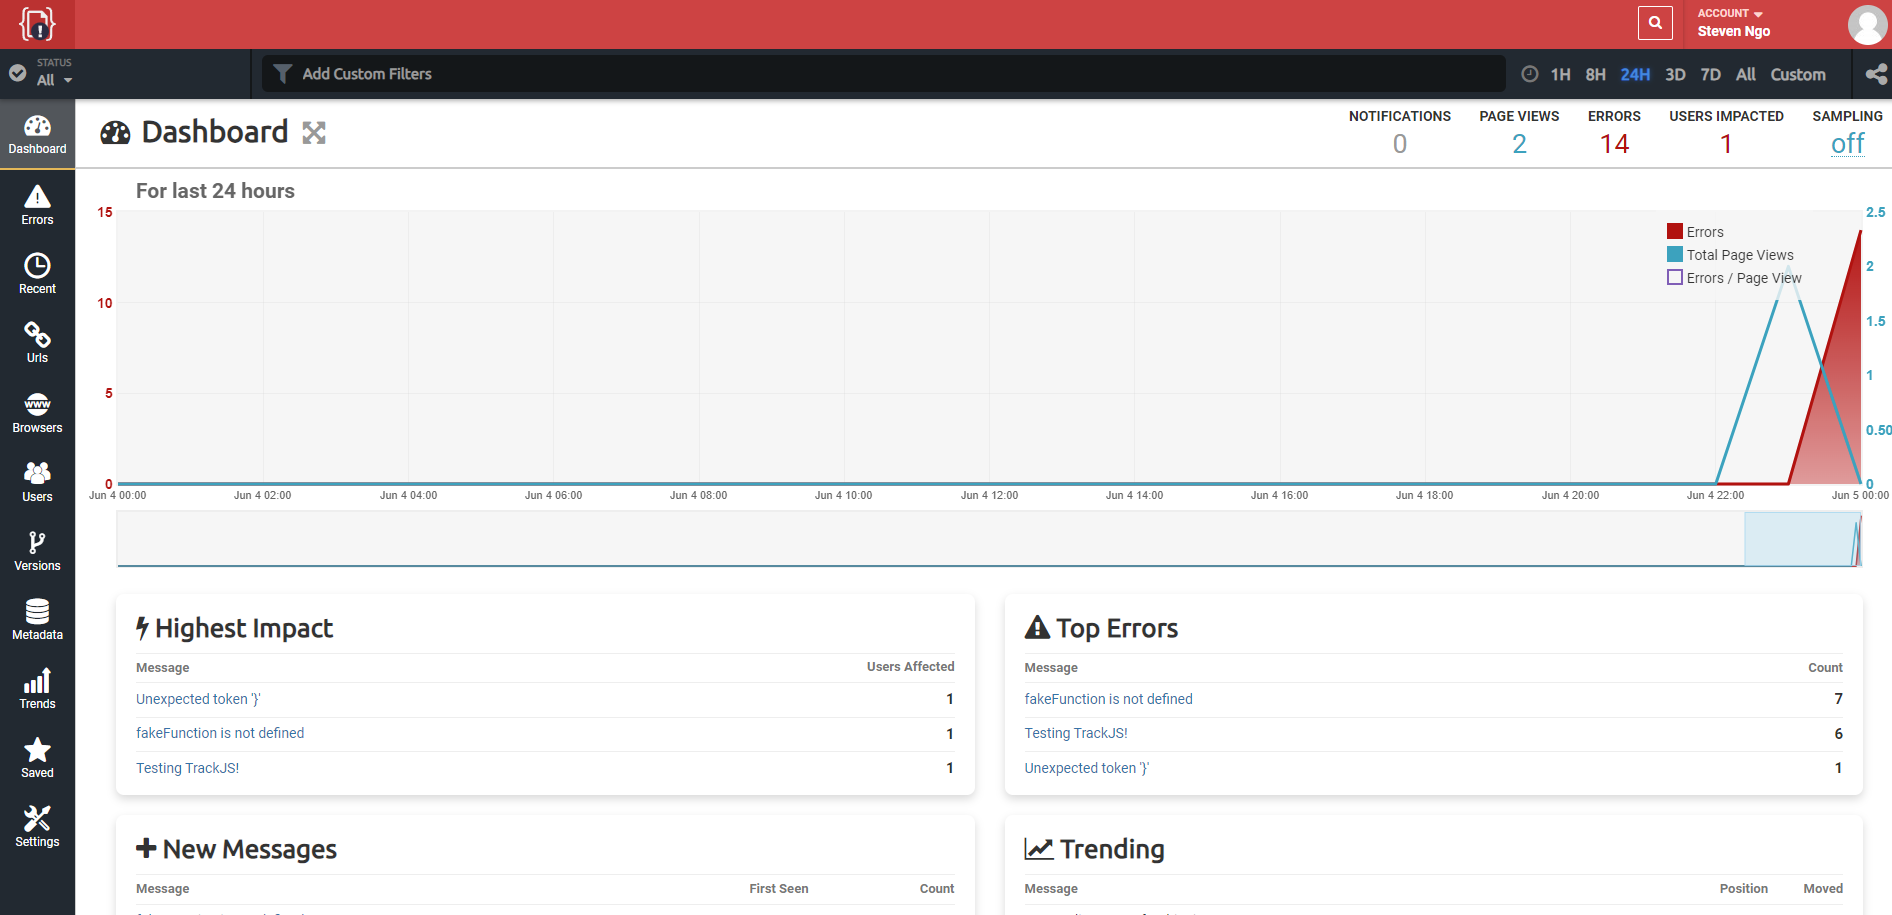 ACCOUNT
Steven Ngo
STATUS
All
Add Custom Filters
1H 8H 24H 3D 7D All Custom
Dashboard
NOTIFICATIONS PAGE VIEWS ERRORS USERS IMPACTED SAMPLING
0 2 14 1 off
Dashboard
Errors
Recent
Urls
WWW
Browsers
Users
Versions
Metadata
Trends
Saved
Settings
For last 24 hours
15
10
5
0
2.5
2
1.5
1
0.50
0
Errors
Total Page Views
Errors / Page View
Jun 4 00:00 Jun 4 02:00 Jun 4 04:00 Jun 4 06:00 Jun 4 08:00 Jun 4 10:00 Jun 4 12:00 Jun 4 14:00 Jun 4 16:00 Jun 4 18:00 Jun 4 20:00 Jun 4 22:00 Jun 5 00:00
Highest Impact
Message Users Affected
Unexpected token '}' 1
fakeFunction is not defined 1
Testing TrackJS! 1
Top Errors
Message Count
fakeFunction is not defined 7
Testing TrackJS! 6
Unexpected token '}' 1
New Messages
Message First Seen Count
Trending
Message Position Moved